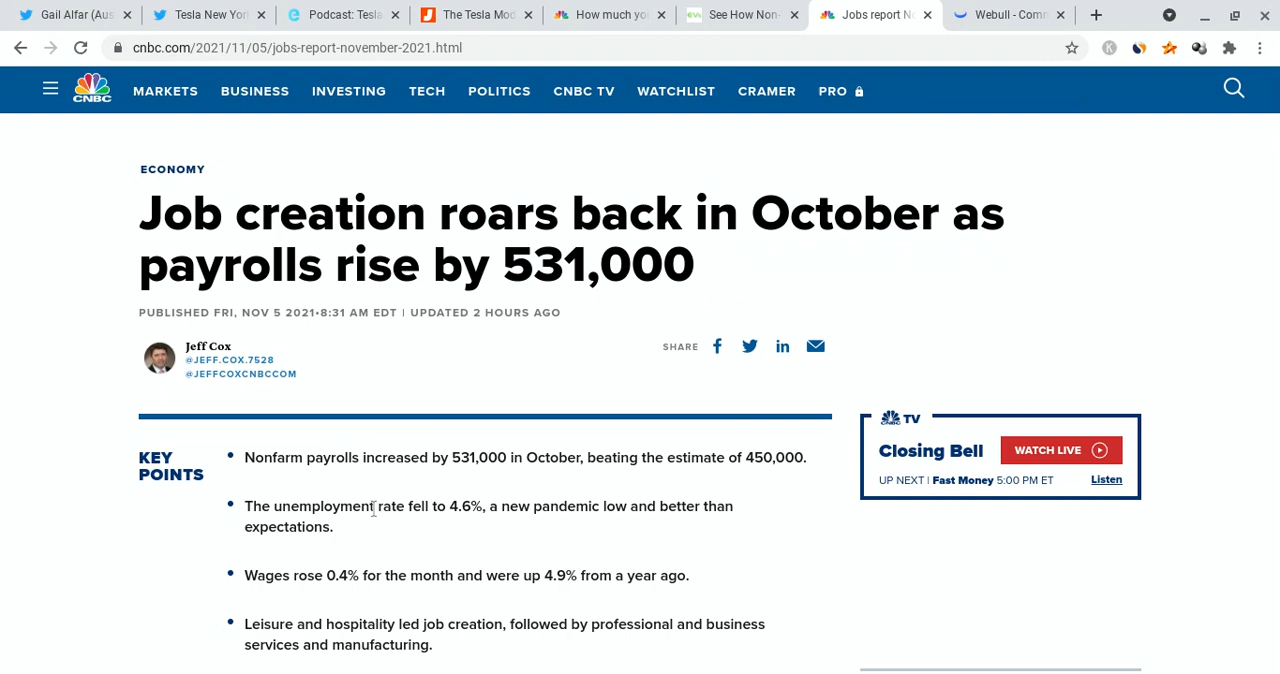 Gail Alfar (Aus
Tesla New York
Podcast: Tesla
The Tesla Mod
How much you
See How Non-
Jobs report No
Webull - Comm
cnbc.com/2021/11/05/jobs-report-november-2021.html
CNBC
MARKETS BUSINESS INVESTING TECH POLITICS CNBC TV WATCHLIST CRAMER PRO
ECONOMY
Job creation roars back in October as
payrolls rise by 531,000
PUBLISHED FRI, NOV 5 2021•8:31 AM EDT | UPDATED 2 HOURS AGO
Jeff Cox
@JEFF.COX.7528
@JEFFCOXCNBCCOM
SHARE
KEY
POINTS
• Nonfarm payrolls increased by 531,000 in October, beating the estimate of 450,000.
• The unemployment rate fell to 4.6%, a new pandemic low and better than
expectations.
• Wages rose 0.4% for the month and were up 4.9% from a year ago.
• Leisure and hospitality led job creation, followed by professional and business
services and manufacturing.
TV
Closing Bell
WATCH LIVE
UP NEXT | Fast Money 5:00 PM ET
Listen